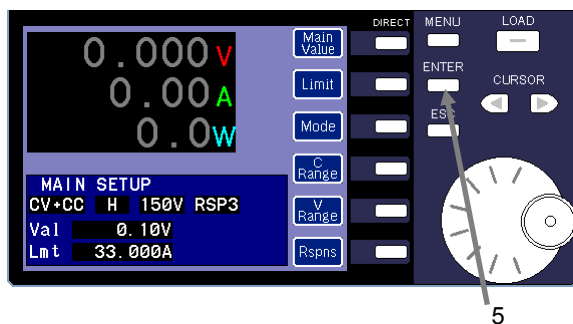 DIRECT MENU LOAD
0.000V
0.00A
0.0W
Main
Value
Limit
Mode
C
Range
V
Range
Rspns
ENTER
CURSOR
ESC
MAIN SETUP
CV+CC H 150V RSP3
Val 0.10V
Lmt 33.000A
5